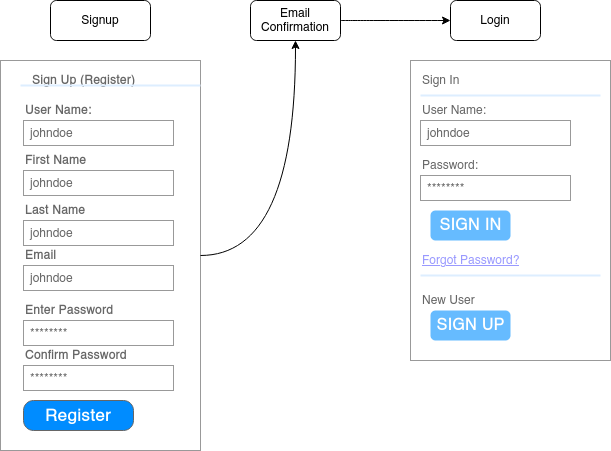 Signup
Email
Confirmation
Login
Sign Up (Register)
User Name:
johndoe
First Name
johndoe
Last Name
johndoe
Email
johndoe
Enter Password
********
Confirm Password
********
Register
Sign In
User Name:
johndoe
Password:
********
SIGN IN
Forgot Password?
New User
SIGN UP